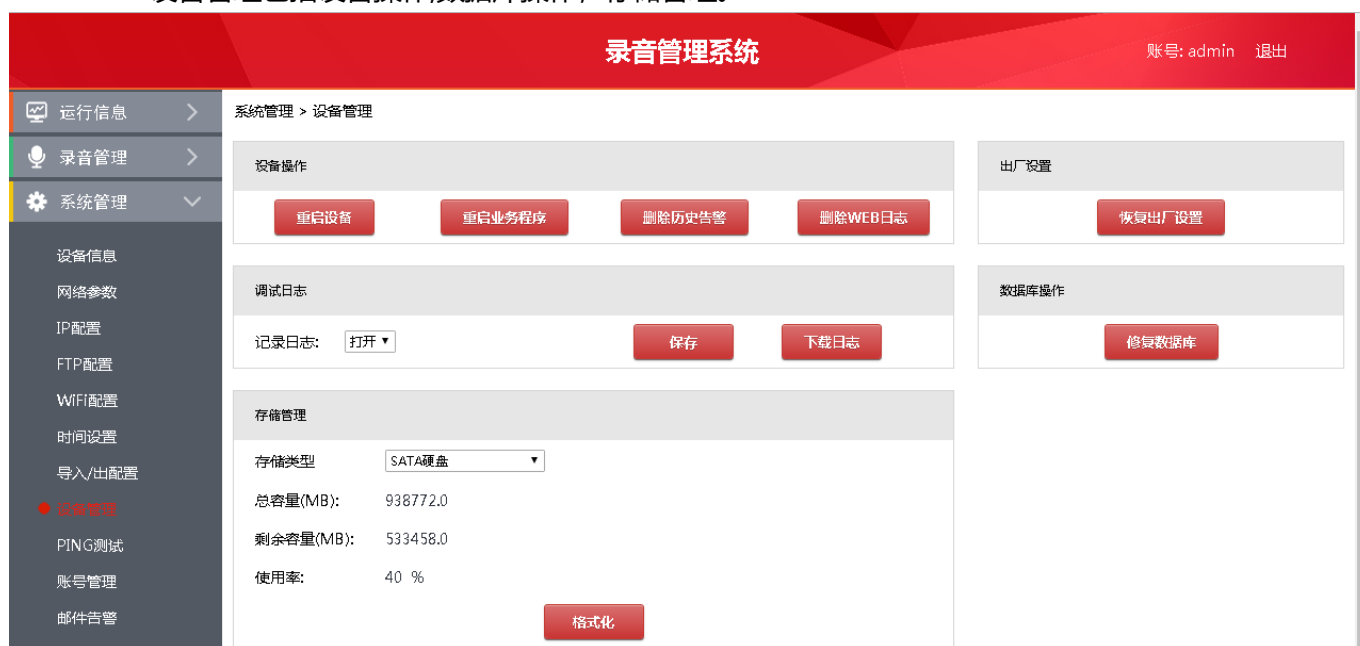 录音管理系统
账号: admin 退出
运行信息
录音管理
系统管理
设备信息
网络参数
IP配置
FTP配置
WiFi配置
时间设置
导入/出配置
设备管理
PING测试
账号管理
邮件告警
系统管理 > 设备管理
设备操作
重启设备 重启业务程序 删除历史告警 删除WEB日志
出厂设置
恢复出厂设置
调试日志
记录日志: 打开 保存 下载日志
数据库操作
修复数据库
存储管理
存储类型 SATA硬盘
总容量(MB): 938772.0
剩余容量(MB): 533458.0
使用率: 40 %
格式化